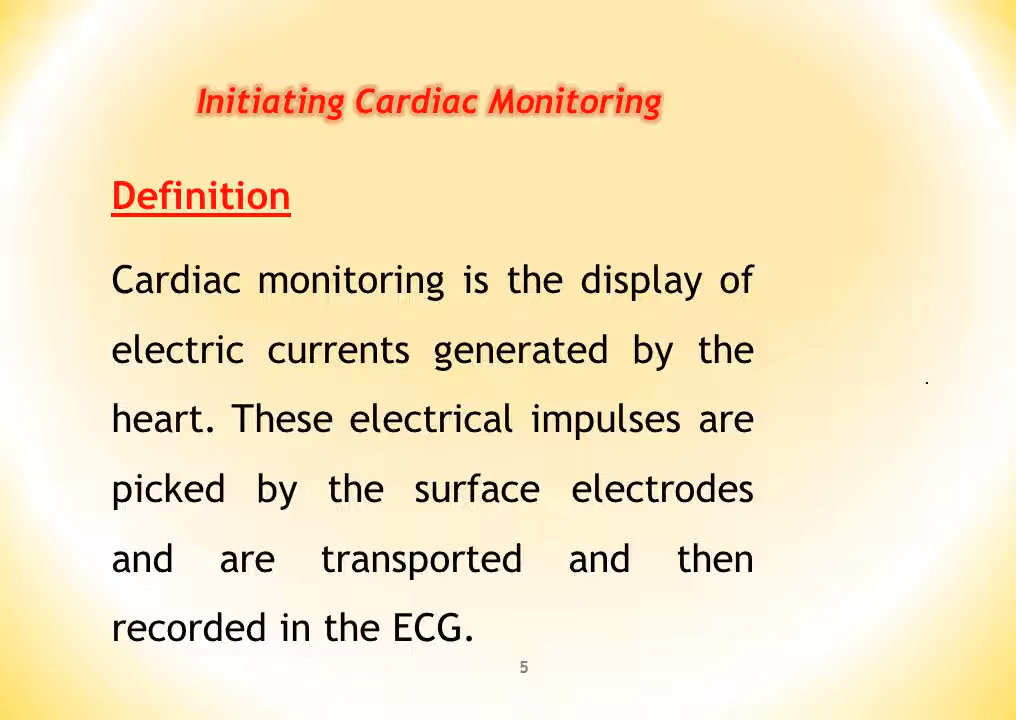 Initiating Cardiac Monitoring
Definition
Cardiac monitoring is the display of
electric currents generated by the
heart. These electrical impulses are
picked by the surface electrodes
and are transported and then
recorded in the ECG.
.
5